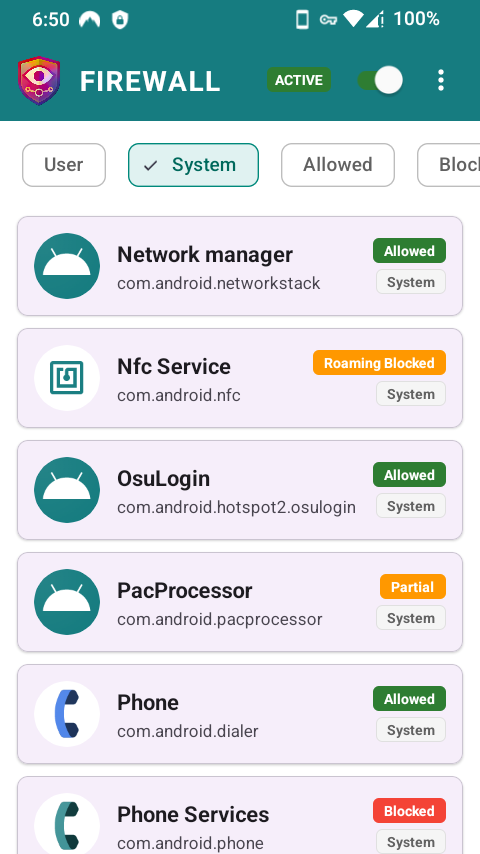 6:50 100%
FIREWALL ACTIVE
User System Allowed Block
Network manager Allowed
com.android.networkstack System
Nfc Service Roaming Blocked
com.android.nfc System
OsuLogin Allowed
com.android.hotspot2.osulogin System
PacProcessor Partial
com.android.pacprocessor System
Phone Allowed
com.android.dialer System
Phone Services Blocked
com.android.phone System